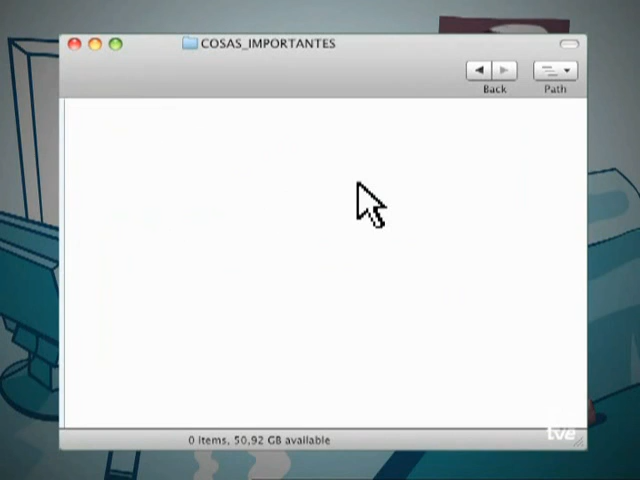 COSAS_IMPORTANTES
Back
Path
0 items, 50,92 GB available
tve